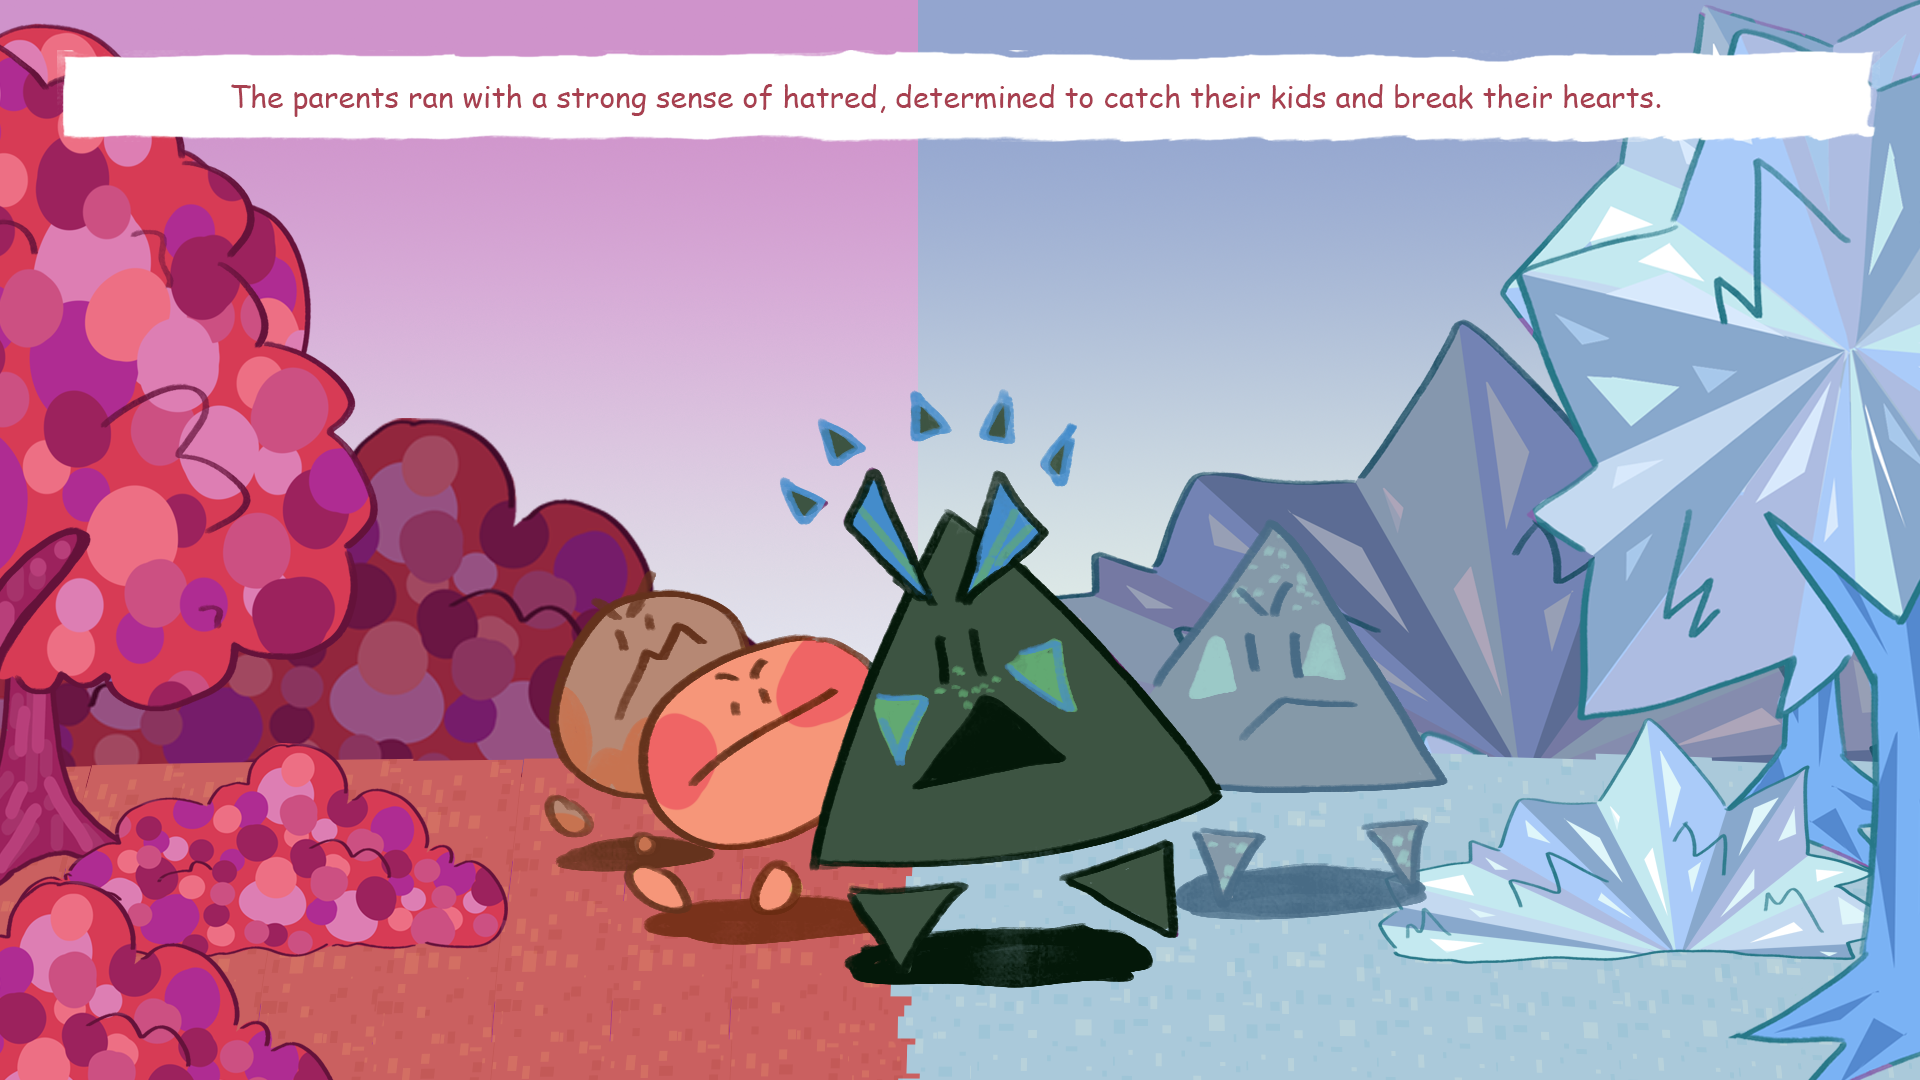 The parents ran with a strong sense of hatred, determined to catch their kids and break their hearts.